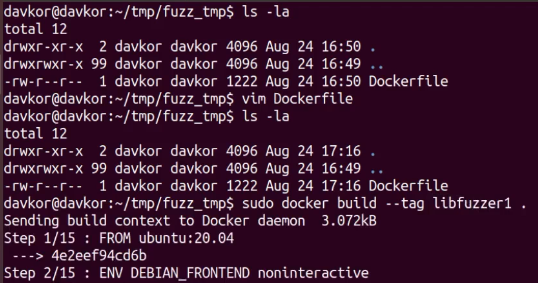 davkor@davkor:~/tmp/fuzz_tmp$ ls -la
total 12
drwxr-xr-x  2 davkor davkor 4096 Aug 24 16:50 .
drwxrwxr-x 99 davkor davkor 4096 Aug 24 16:49 ..
-rw-r--r--  1 davkor davkor 1222 Aug 24 16:50 Dockerfile
davkor@davkor:~/tmp/fuzz_tmp$ vim Dockerfile
davkor@davkor:~/tmp/fuzz_tmp$ ls -la
total 12
drwxr-xr-x  2 davkor davkor 4096 Aug 24 17:16 .
drwxrwxr-x 99 davkor davkor 4096 Aug 24 16:49 ..
-rw-r--r--  1 davkor davkor 1222 Aug 24 17:16 Dockerfile
davkor@davkor:~/tmp/fuzz_tmp$ sudo docker build --tag libfuzzer1 .
Sending build context to Docker daemon  3.072kB
Step 1/15 : FROM ubuntu:20.04
 ---> 4e2eef94cd6b
Step 2/15 : ENV DEBIAN_FRONTEND noninteractive